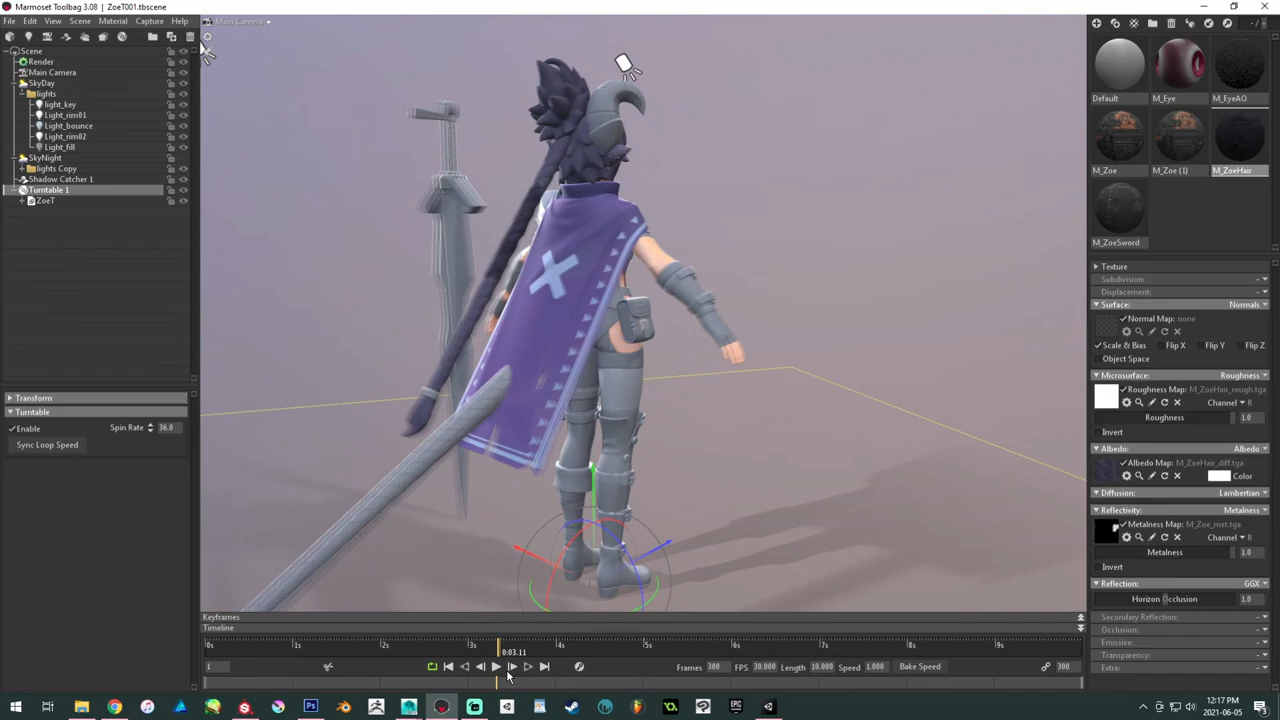 Marmoset Toolbag 3.08 | ZoeT001.tbscene
File Edit View Scene Material Capture Help
Main Camera
Scene
Render
Main Camera
SkyDay
lights
light_key
Light_rim01
Light_bounce
Light_rim02
Light_fill
SkyNight
lights Copy
Shadow Catcher 1
Turntable 1
ZoeT
Transform
Turntable
Enable Spin Rate 36.0
Sync Loop Speed
Default M_Eye M_EyeAO
M_Zoe M_Zoe (1) M_ZoeHair
M_ZoeSword
Texture
Subdivision:
Displacement:
Surface: Normals
Normal Map: none
Scale & Bias Flip X Flip Y Flip Z
Object Space
Microsurface: Roughness
Roughness Map: M_ZoeHair_rough.tga
Channel R
Roughness 1.0
Invert
Albedo: Albedo
Albedo Map: M_ZoeHair_diff.tga
Color
Diffusion: Lambertian
Reflectivity: Metalness
Metalness Map: M_Zoe_met.tga
Channel R
Metalness 1.0
Invert
Reflection: GGX
Horizon Occlusion 1.0
Secondary Reflection:
Occlusion:
Emissive:
Transparency:
Extra:
Keyframes
Timeline
0s 1s 2s 3s 4s 5s 6s 7s 8s 9s
0:03.11
1 Frames 300 FPS 30.000 Length 10.000 Speed 1.000 Bake Speed 300
12:17 PM
2021-06-05